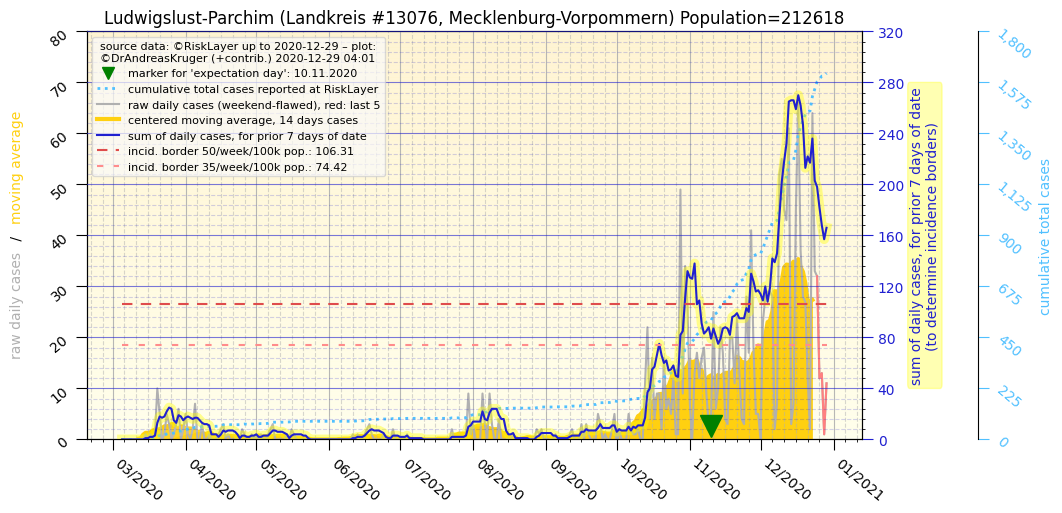 Ludwigslust-Parchim (Landkreis #13076, Mecklenburg-Vorpommern) Population=212618
source data: ©RiskLayer up to 2020-12-29 – plot:
©DrAndreasKruger (+contrib.) 2020-12-29 04:01
marker for 'expectation day': 10.11.2020
cumulative total cases reported at RiskLayer
raw daily cases (weekend-flawed), red: last 5
centered moving average, 14 days cases
sum of daily cases, for prior 7 days of date
incid. border 50/week/100k pop.: 106.31
incid. border 35/week/100k pop.: 74.42
raw daily cases / moving average
80
70
60
50
40
30
20
10
0
03/2020
04/2020
05/2020
06/2020
07/2020
08/2020
09/2020
10/2020
11/2020
12/2020
01/2021
320
280
240
200
160
120
80
40
0
sum of daily cases, for prior 7 days of date
(to determine incidence borders)
1,800
1,575
1,350
1,125
900
675
450
225
0
cumulative total cases